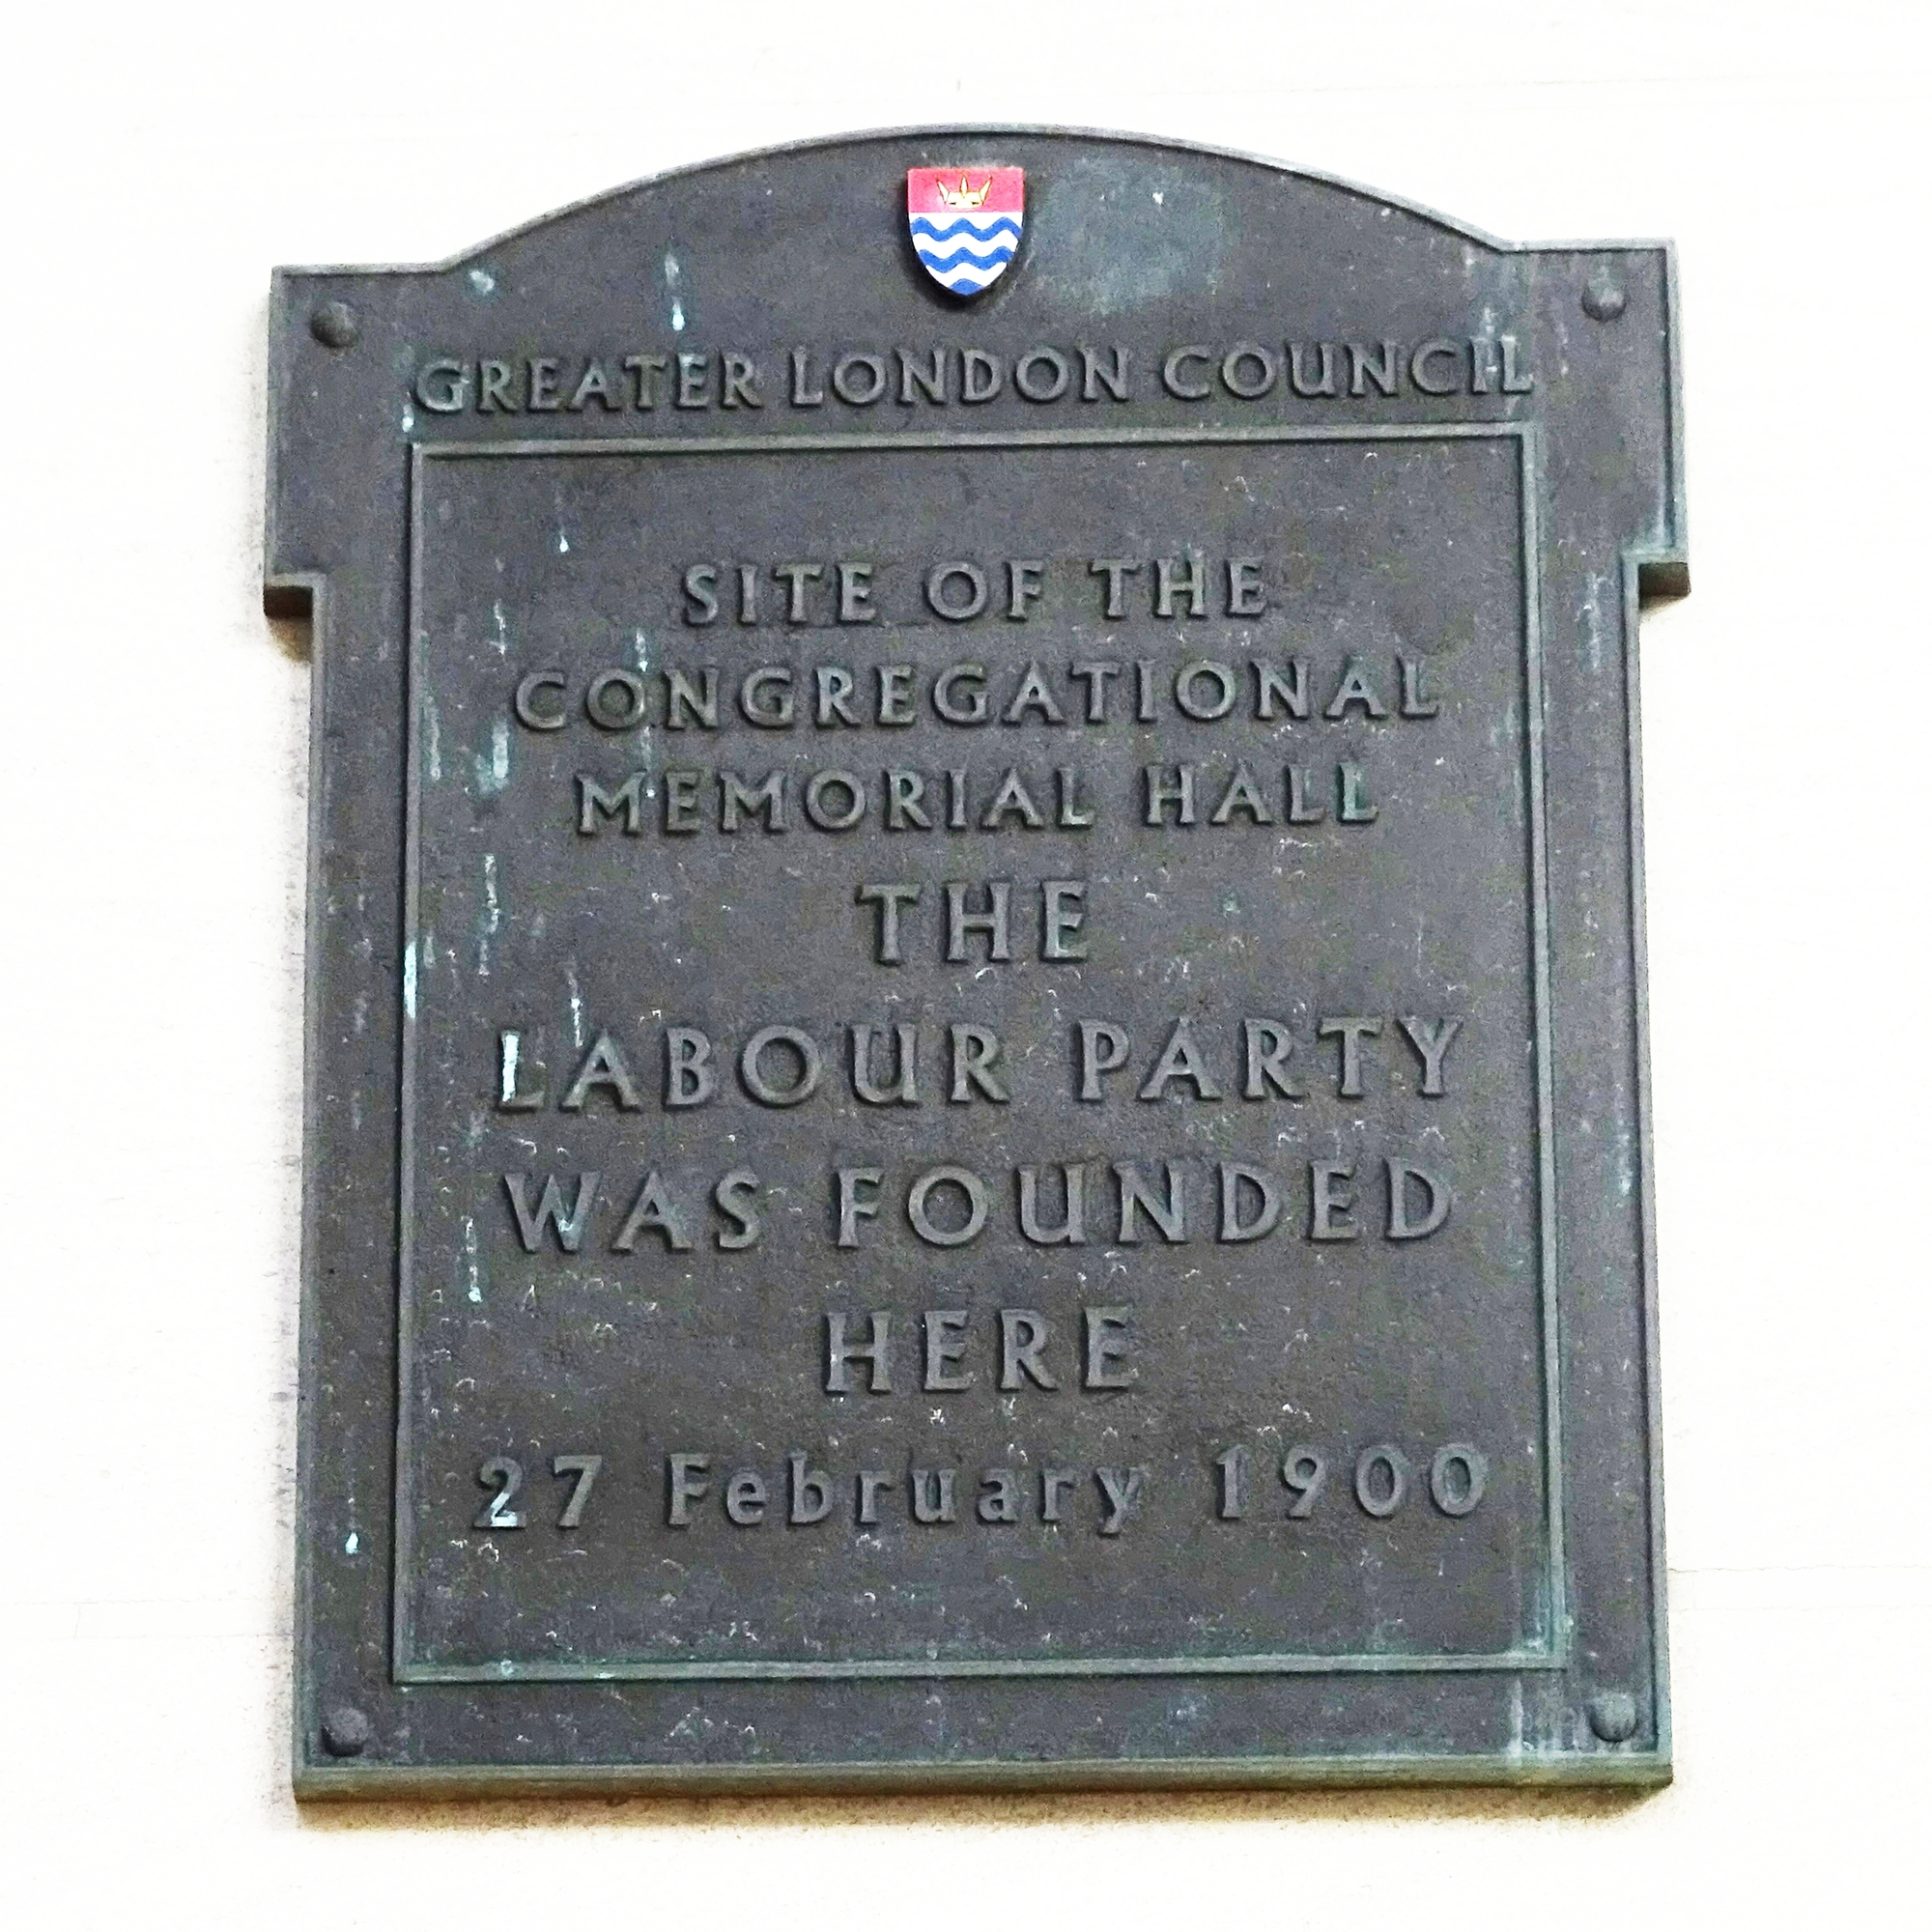 GREATER LONDON COUNCIL
SITE OF THE
CONGREGATIONAL
MEMORIAL HALL
THE
LABOUR PARTY
WAS FOUNDED
HERE
27 February 1900